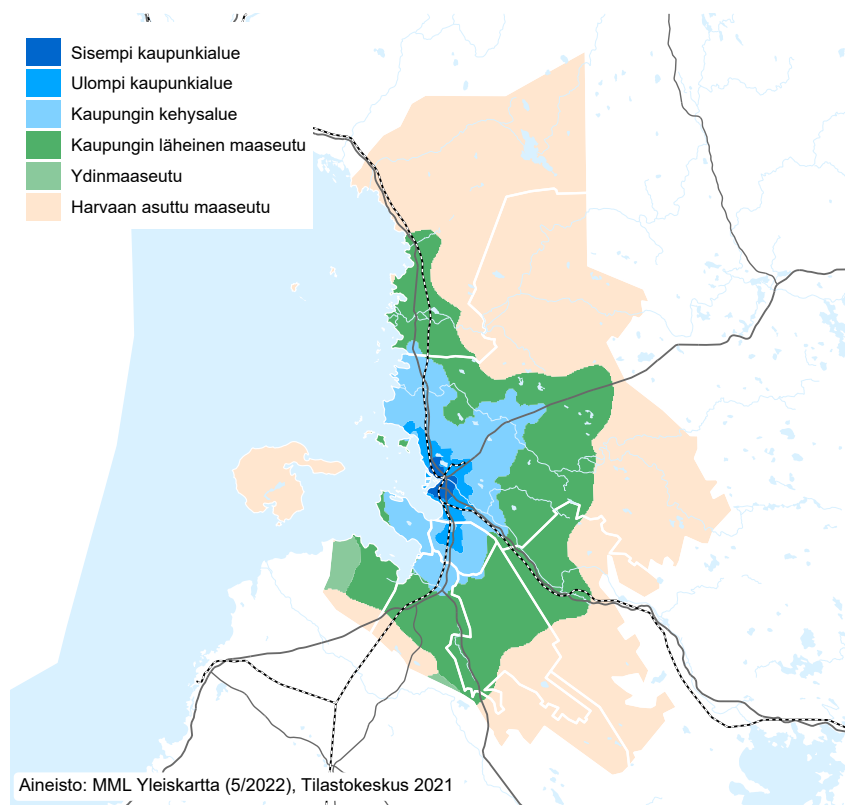 Sisempi kaupunkialue
Ulompi kaupunkialue
Kaupungin kehysalue
Kaupungin läheinen maaseutu
Ydinmaaseutu
Harvaan asuttu maaseutu
Aineisto: MML Yleiskartta (5/2022), Tilastokeskus 2021